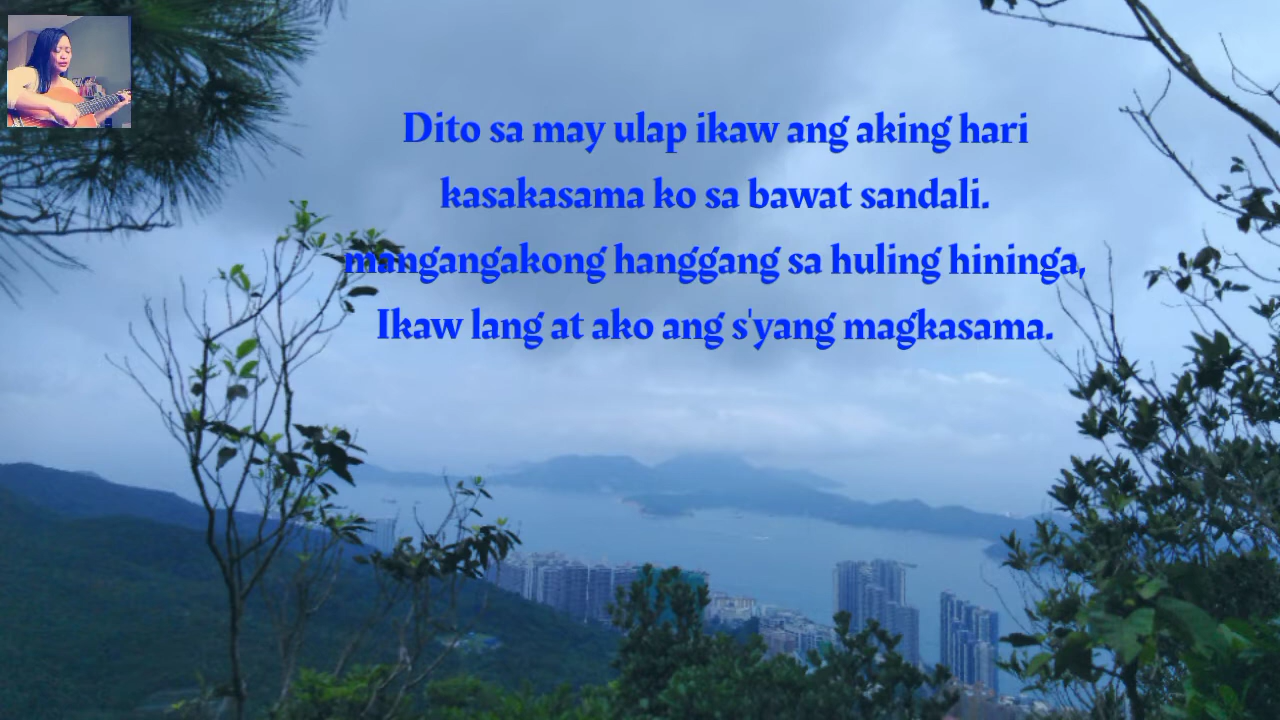 Dito sa may ulap ikaw ang aking hari
kasakasama ko sa bawat sandali.
mangangakong hanggang sa huling hininga,
Ikaw lang at ako ang s'yang magkasama.